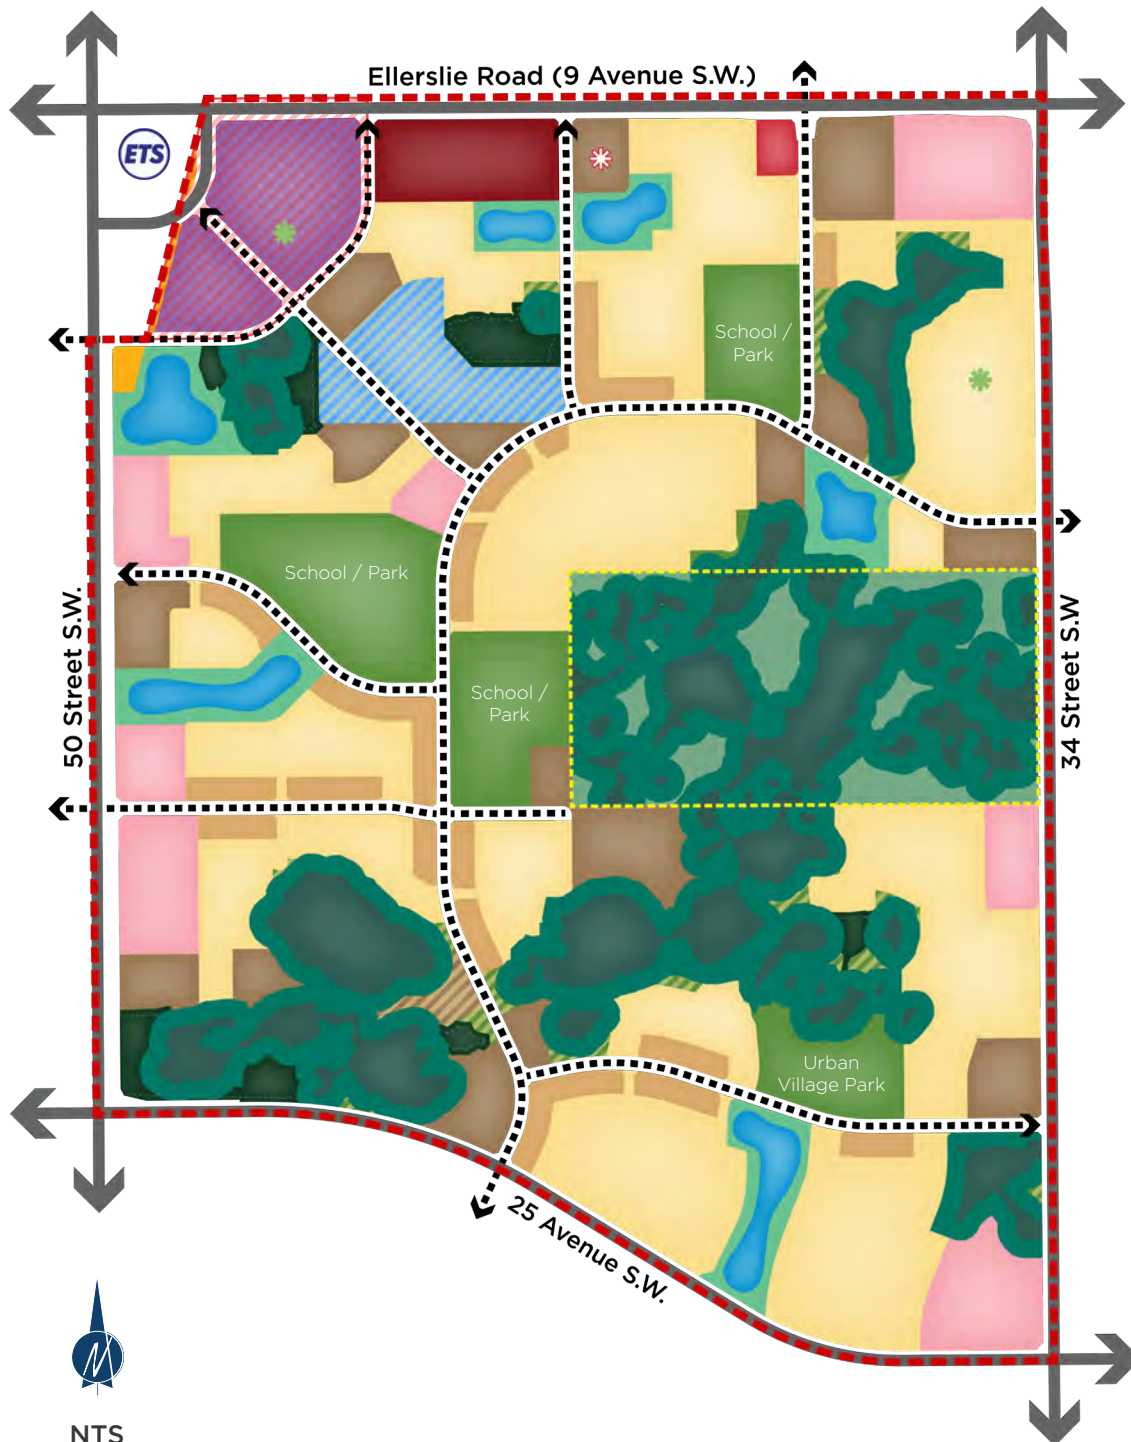 Ellerslie Road (9 Avenue S.W.)
ETS
School /
Park
School / Park
School /
Park
50 Street S.W.
34 Street S.W
Urban
Village Park
25 Avenue S.W.
N
NTS